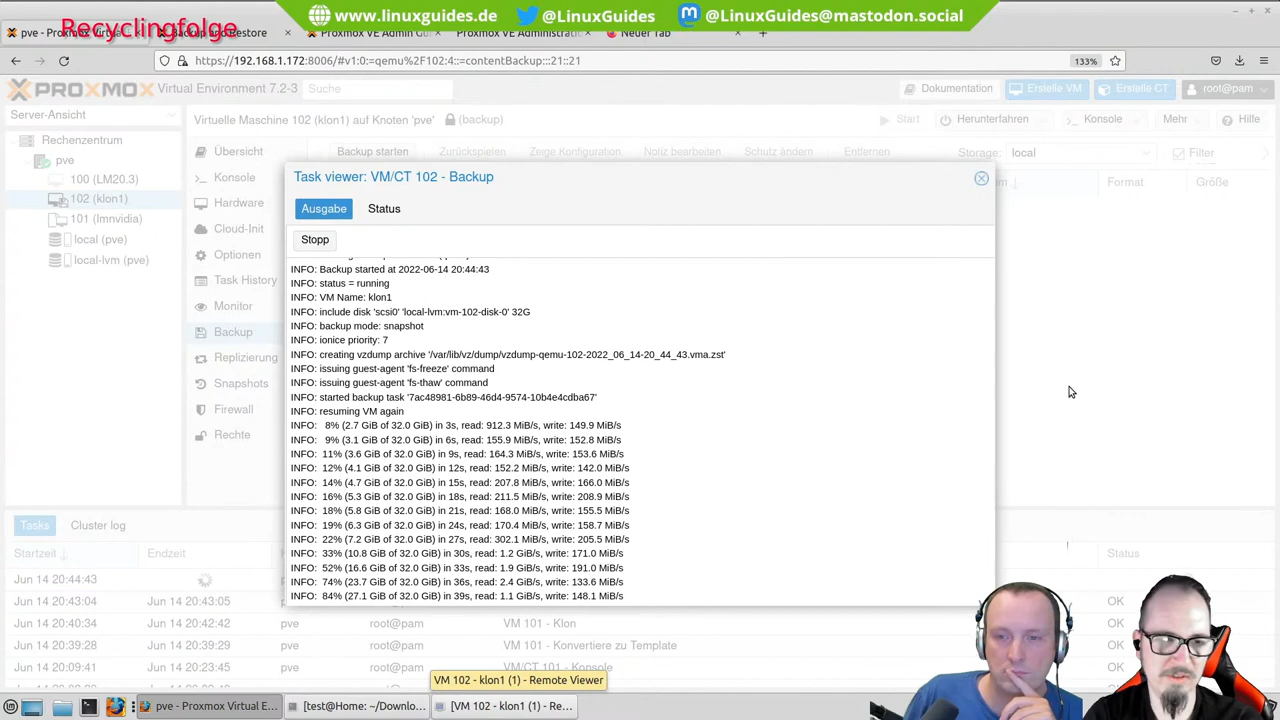 www.linuxguides.de @LinuxGuides @LinuxGuides@mastodon.social
Recyclingfolge
pve - Proxmox Virtual Backup and Restore Proxmox VE Admin Gu Proxmox VE Administrati Neuer Tab
https://192.168.1.172:8006/#v1:0:=qemu%2F102:4::=contentBackup:::21::21 133%
PROXMOX Virtual Environment 7.2-3 Suche Dokumentation Erstelle VM Erstelle CT root@pam
Server-Ansicht Virtuelle Maschine 102 (klon1) auf Knoten 'pve' (backup) Start Herunterfahren Konsole Mehr Hilfe
Rechenzentrum
pve
100 (LM20.3)
102 (klon1)
101 (lmnvidia)
local (pve)
local-lvm (pve)
Übersicht
Konsole
Hardware
Cloud-Init
Optionen
Task History
Monitor
Backup
Replizierung
Snapshots
Firewall
Rechte
Backup starten Zurückspielen Zeige Konfiguration Notiz bearbeiten Schutz ändern Entfernen Storage: local Filter
Format Größe
Task viewer: VM/CT 102 - Backup
Ausgabe Status
Stopp
INFO: Backup started at 2022-06-14 20:44:43
INFO: status = running
INFO: VM Name: klon1
INFO: include disk 'scsi0' 'local-lvm:vm-102-disk-0' 32G
INFO: backup mode: snapshot
INFO: ionice priority: 7
INFO: creating vzdump archive '/var/lib/vz/dump/vzdump-qemu-102-2022_06_14-20_44_43.vma.zst'
INFO: issuing guest-agent 'fs-freeze' command
INFO: issuing guest-agent 'fs-thaw' command
INFO: started backup task '7ac48981-6b89-46d4-9574-10b4e4cdba67'
INFO: resuming VM again
INFO: 8% (2.7 GiB of 32.0 GiB) in 3s, read: 912.3 MiB/s, write: 149.9 MiB/s
INFO: 9% (3.1 GiB of 32.0 GiB) in 6s, read: 155.9 MiB/s, write: 152.8 MiB/s
INFO: 11% (3.6 GiB of 32.0 GiB) in 9s, read: 164.3 MiB/s, write: 153.6 MiB/s
INFO: 12% (4.1 GiB of 32.0 GiB) in 12s, read: 152.2 MiB/s, write: 142.0 MiB/s
INFO: 14% (4.7 GiB of 32.0 GiB) in 15s, read: 207.8 MiB/s, write: 166.0 MiB/s
INFO: 16% (5.3 GiB of 32.0 GiB) in 18s, read: 211.5 MiB/s, write: 208.9 MiB/s
INFO: 18% (5.8 GiB of 32.0 GiB) in 21s, read: 168.0 MiB/s, write: 155.5 MiB/s
INFO: 19% (6.3 GiB of 32.0 GiB) in 24s, read: 170.4 MiB/s, write: 158.7 MiB/s
INFO: 22% (7.2 GiB of 32.0 GiB) in 27s, read: 302.1 MiB/s, write: 205.5 MiB/s
INFO: 33% (10.8 GiB of 32.0 GiB) in 30s, read: 1.2 GiB/s, write: 171.0 MiB/s
INFO: 52% (16.6 GiB of 32.0 GiB) in 33s, read: 1.9 GiB/s, write: 191.0 MiB/s
INFO: 74% (23.7 GiB of 32.0 GiB) in 36s, read: 2.4 GiB/s, write: 133.6 MiB/s
INFO: 84% (27.1 GiB of 32.0 GiB) in 39s, read: 1.1 GiB/s, write: 148.1 MiB/s
Tasks Cluster log
Startzeit Endzeit Status
Jun 14 20:44:43
Jun 14 20:43:04 Jun 14 20:43:05 OK
Jun 14 20:40:34 Jun 14 20:42:42 pve root@pam VM 101 - Klon OK
Jun 14 20:39:28 Jun 14 20:39:29 pve root@pam VM 101 - Konvertiere zu Template OK
Jun 14 20:09:41 Jun 14 20:23:45 pve root@pam VM/CT 101 - Konsole OK
VM 102 - klon1 (1) - Remote Viewer
pve - Proxmox Virtual E... [test@Home: ~/Downlo... [VM 102 - klon1 (1) - Re...